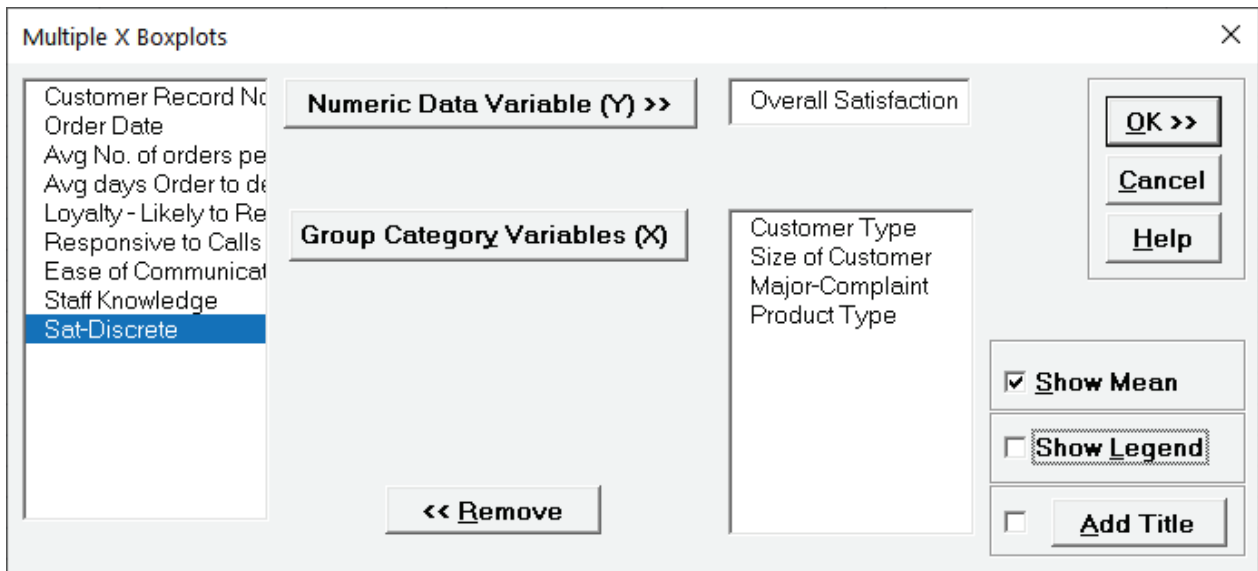 Multiple X Boxplots
Customer Record No
Order Date
Avg No. of orders pe
Avg days Order to de
Loyalty - Likely to Re
Responsive to Calls
Ease of Communicat
Staff Knowledge
Sat-Discrete
Numeric Data Variable (Y) >>
Group Category Variables (X)
<< Remove
Overall Satisfaction
Customer Type
Size of Customer
Major-Complaint
Product Type
OK >>
Cancel
Help
Show Mean
Show Legend
Add Title